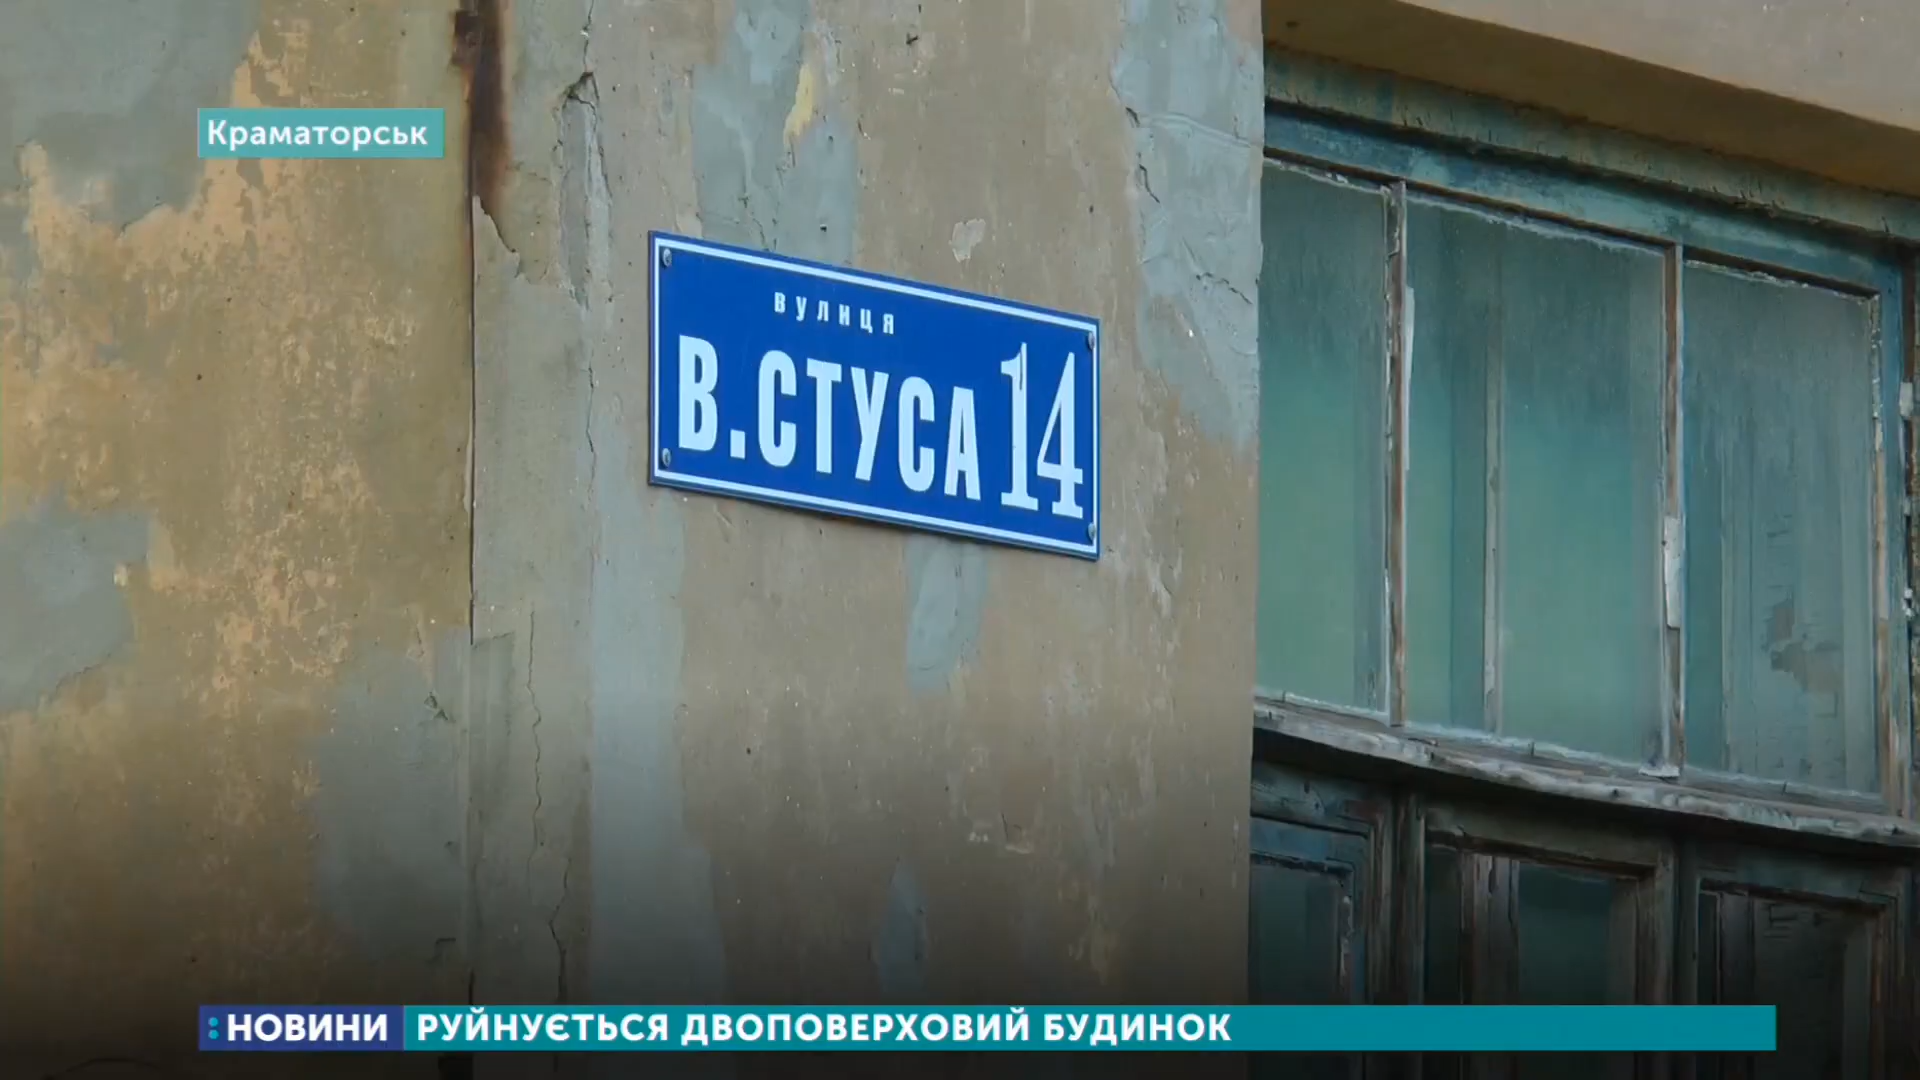 Краматорськ
вулиця
В.СТУСА 14
:НОВИНИ РУЙНУЄТЬСЯ ДВОПОВЕРХОВИЙ БУДИНОК